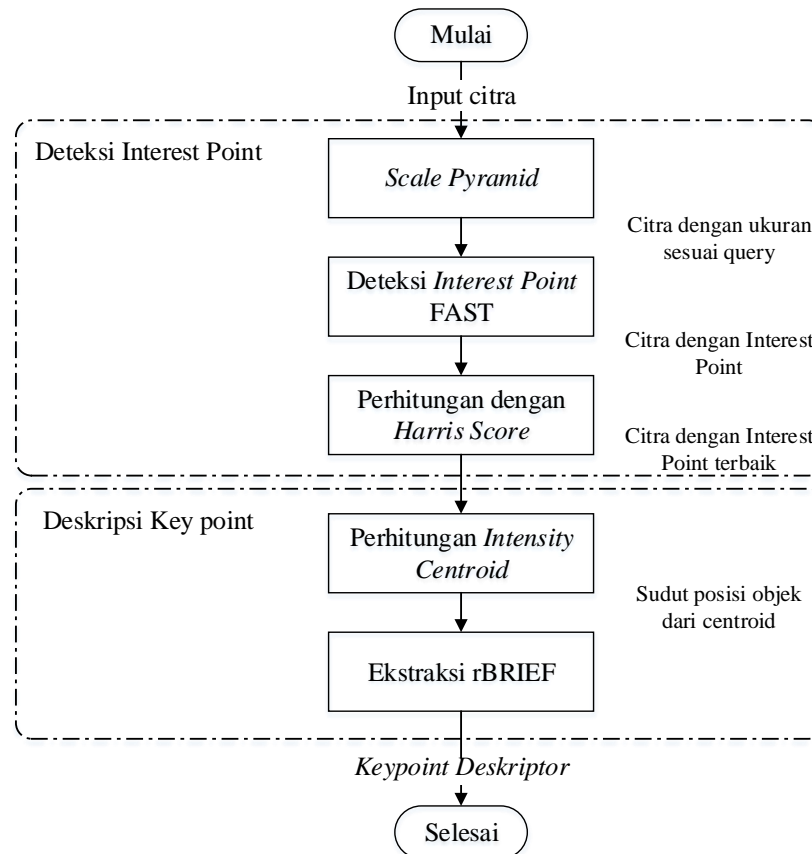 Mulai
Input citra
Deteksi Interest Point
Scale Pyramid
Citra dengan ukuran
sesuai query
Deteksi Interest Point
FAST
Citra dengan Interest
Point
Perhitungan dengan
Harris Score
Citra dengan Interest
Point terbaik
Deskripsi Key point
Perhitungan Intensity
Centroid
Sudut posisi objek
dari centroid
Ekstraksi rBRIEF
Keypoint Deskriptor
Selesai